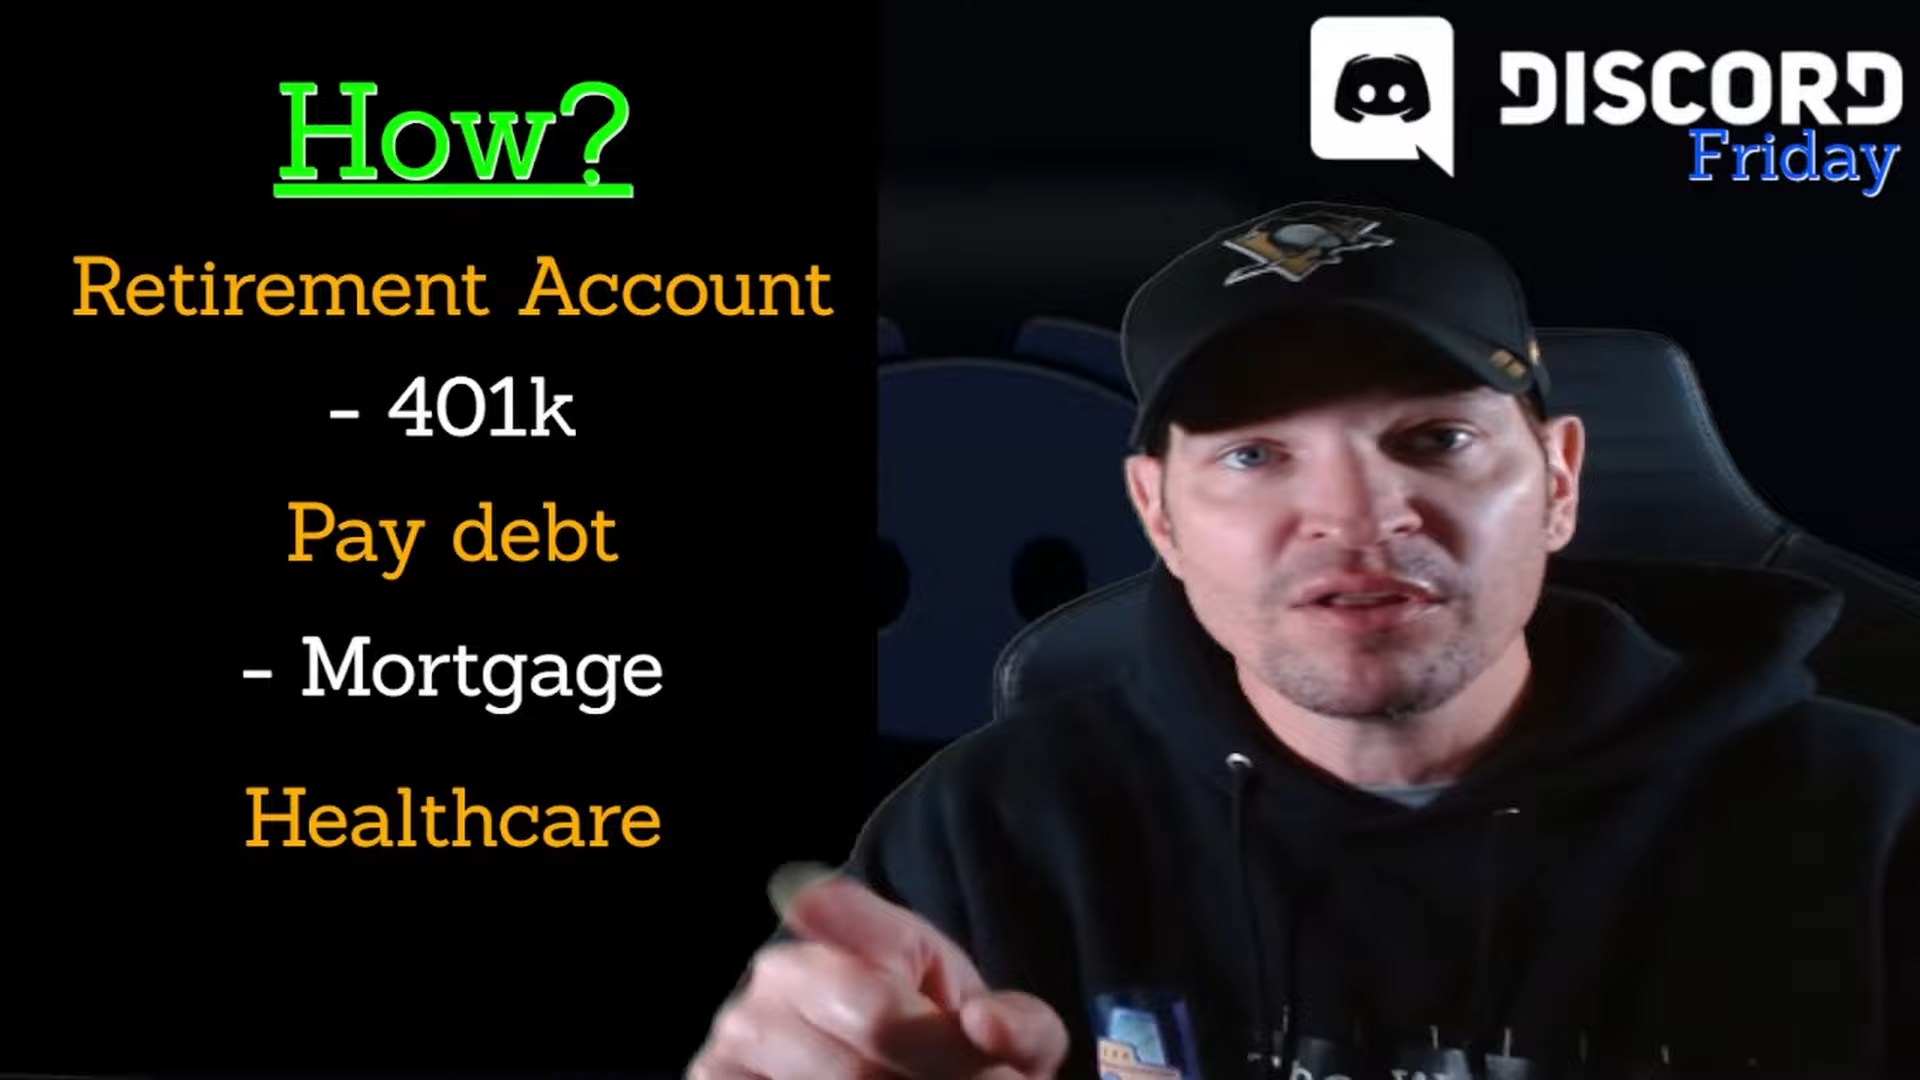 How?
Retirement Account
- 401k
Pay debt
- Mortgage
Healthcare
DISCORD
Friday